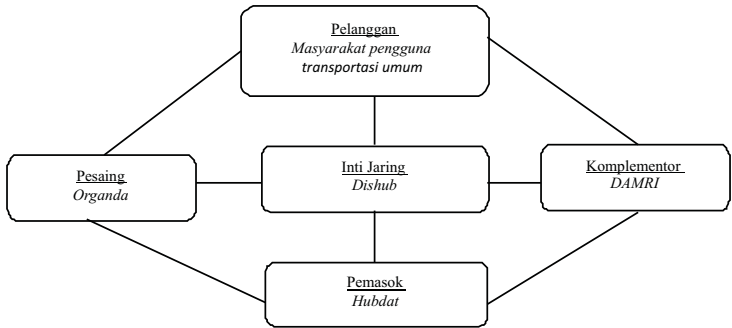 Pelanggan
Masyarakat pengguna
transportasi umum
Pesaing
Organda
Inti Jaring
Dishub
Komplementor
DAMRI
Pemasok
Hubdat